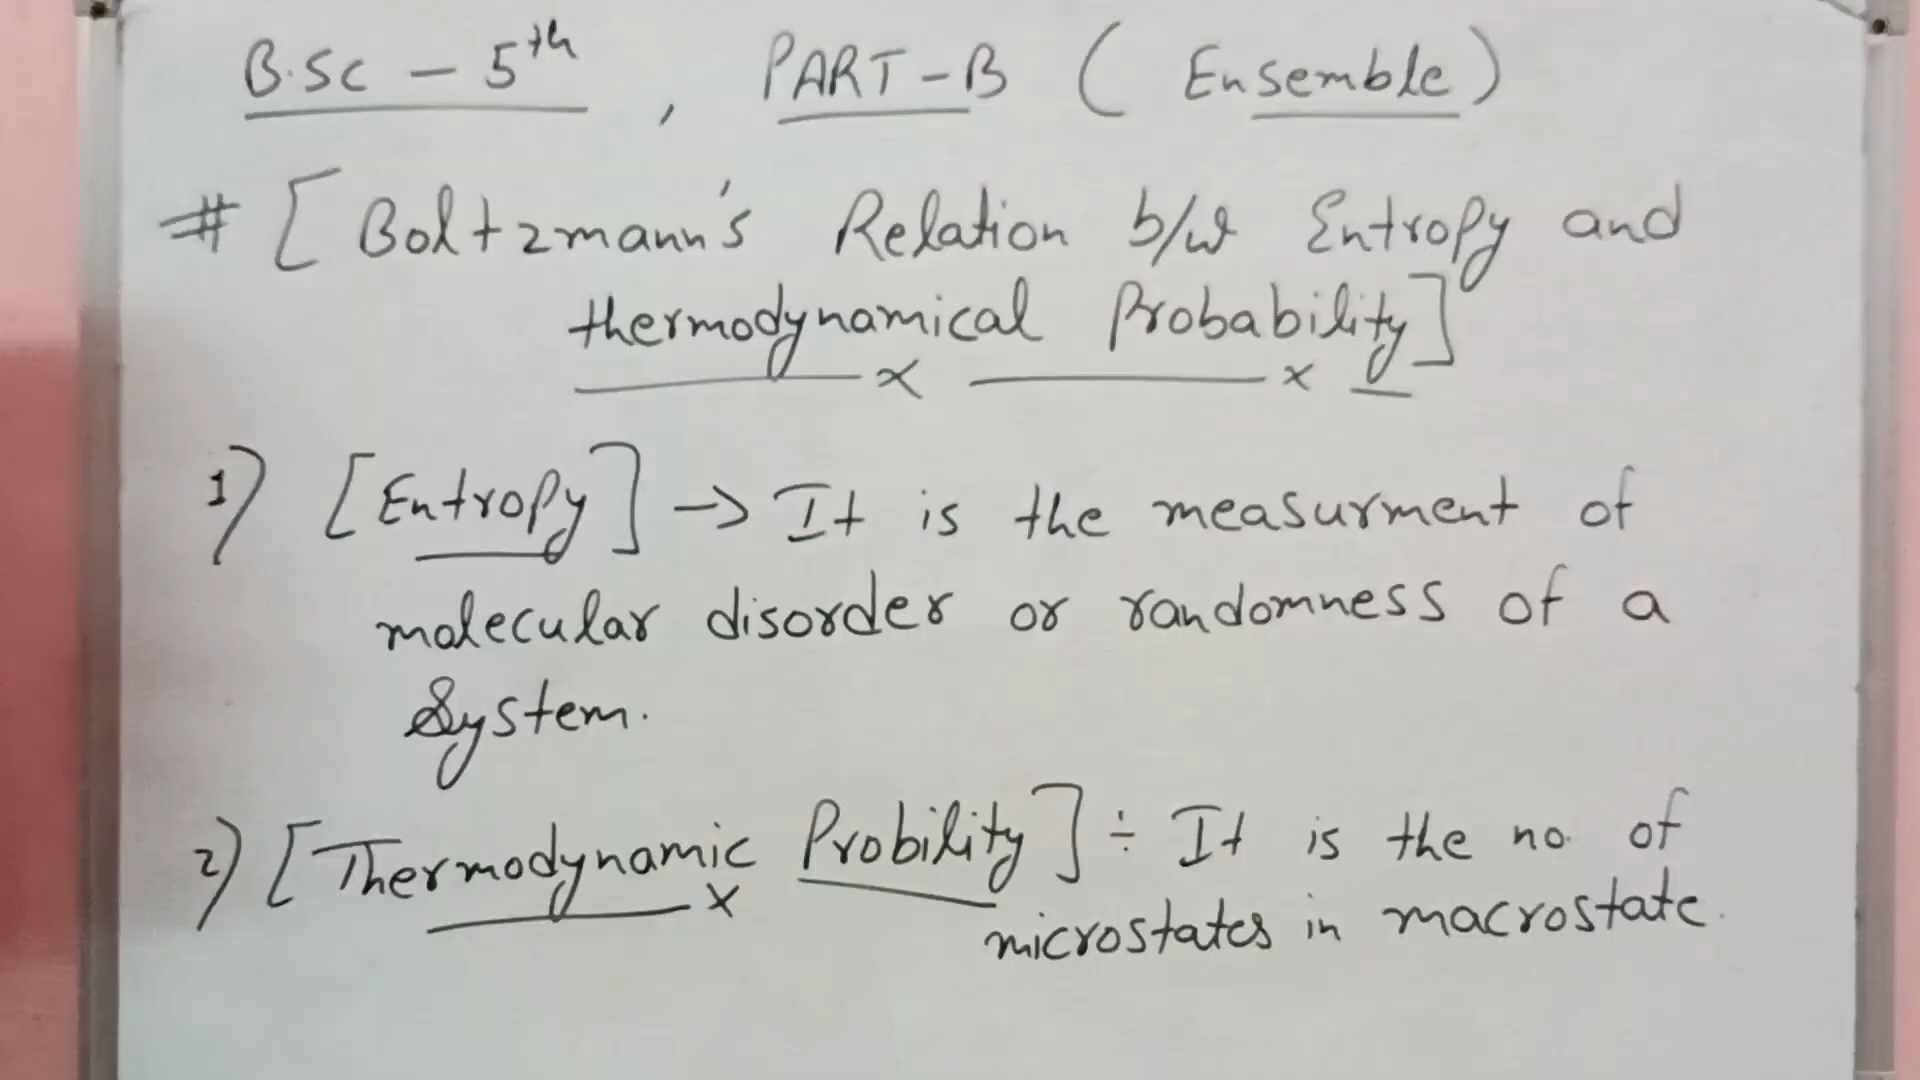 B.SC - 5th , PART-B ( Ensemble )
# [ Boltzmann's Relation b/w Entropy and
thermodynamical Probability ]
1) [Entropy] → It is the measurment of
molecular disorder or randomness of a
System.
2) [Thermodynamic Probility] ÷ It is the no. of
microstates in macrostate.